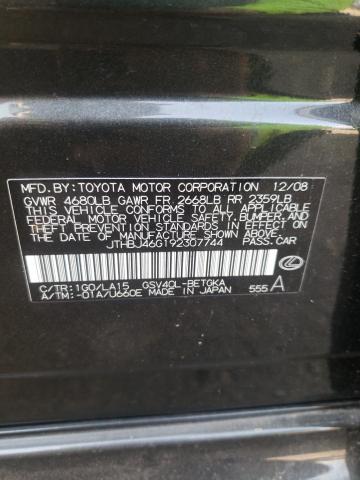 MFD. BY: TOYOTA MOTOR CORPORATION 12/08
GVWR 4680LB GAWR FR 2668LB RR 2359LB
THIS VEHICLE CONFORMS TO ALL APPLICABLE
FEDERAL MOTOR VEHICLE SAFETY, BUMPER, AND
THEFT PREVENTION STANDARDS IN EFFECT ON
THE DATE OF MANUFACTURE SHOWN ABOVE.
JTHBJ46G192307744 PASS. CAR
C/TR: 1G0/LA15 GSV40L-BETGKA
A/TM: -01A/U660E MADE IN JAPAN 555 A